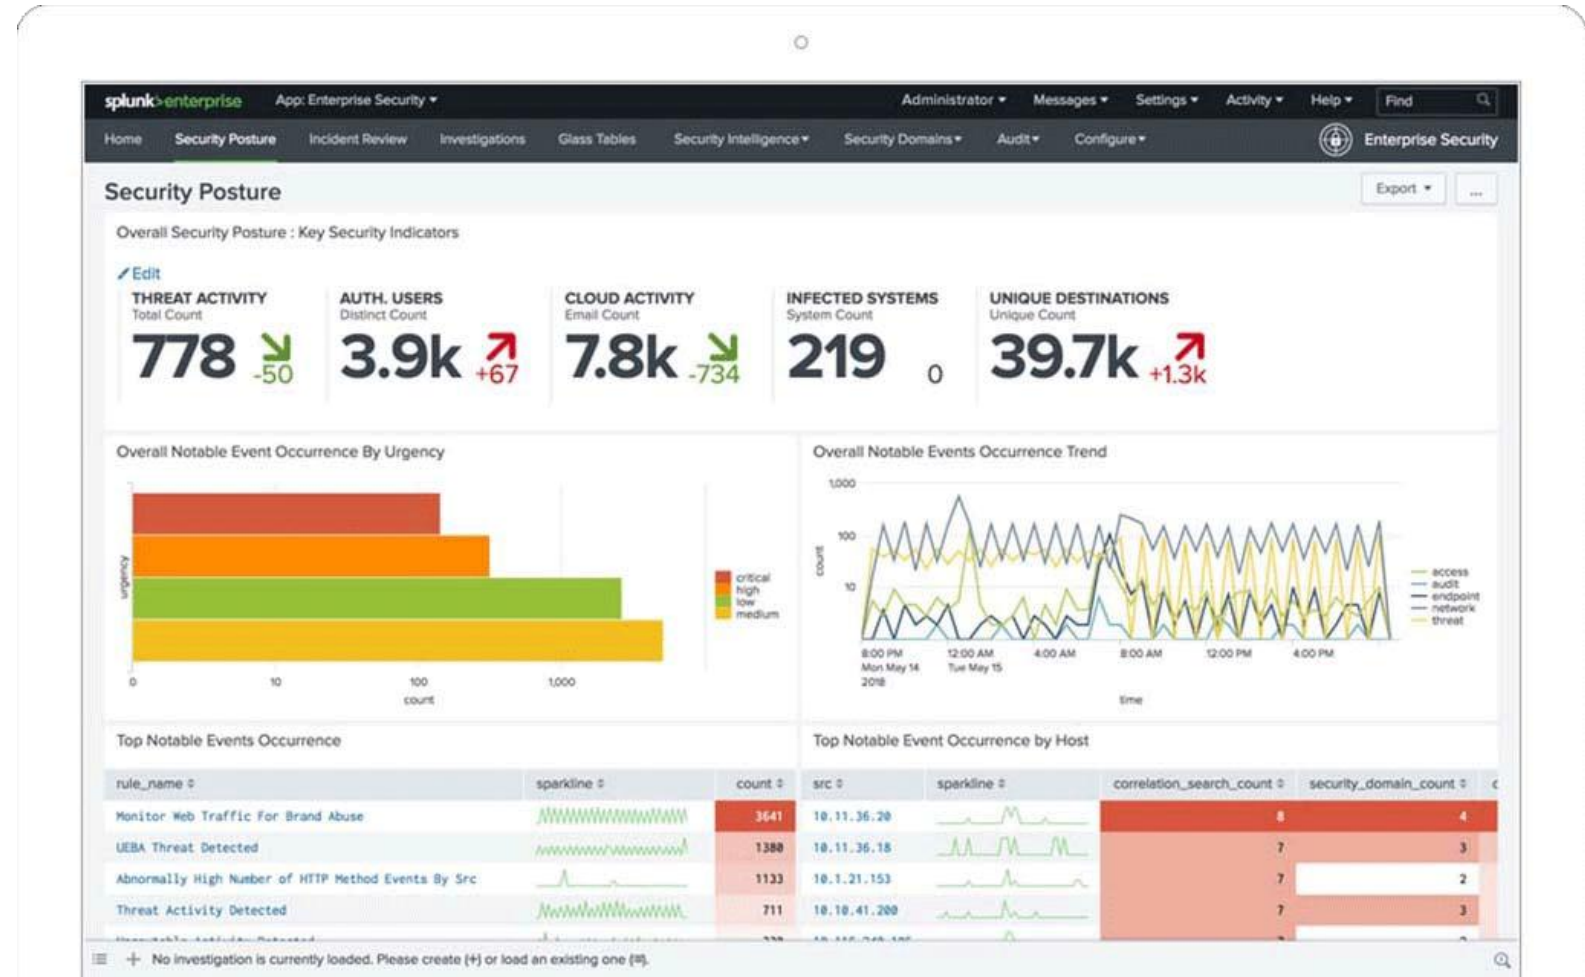 splunk>enterprise App: Enterprise Security Administrator Messages Settings Activity Help Find
Home Security Posture Incident Review Investigations Glass Tables Security Intelligence Security Domains Audit Configure Enterprise Security
Security Posture
Export ...
Overall Security Posture : Key Security Indicators
Edit
THREAT ACTIVITY
Total Count
778 -50
AUTH. USERS
Distinct Count
3.9k +67
CLOUD ACTIVITY
Email Count
7.8k -734
INFECTED SYSTEMS
System Count
219 0
UNIQUE DESTINATIONS
Unique Count
39.7k +1.3k
Overall Notable Event Occurrence By Urgency
urgency
critical
high
low
medium
0 10 100 1,000
count
Overall Notable Events Occurrence Trend
1,000
100
10
count
access
audit
endpoint
network
threat
8:00 PM 12:00 AM 4:00 AM 8:00 AM 12:00 PM 4:00 PM
Mon May 14 Tue May 15
2018
time
Top Notable Events Occurrence
rule_name sparkline count
Monitor Web Traffic For Brand Abuse 3641
UEBA Threat Detected 1380
Abnormally High Number of HTTP Method Events By Src 1133
Threat Activity Detected 711
Top Notable Event Occurrence by Host
src sparkline correlation_search_count security_domain_count
10.11.36.20 8 4
10.11.36.18 7 3
10.1.21.153 7 2
10.10.41.200 7 3
No investigation is currently loaded. Please create (+) or load an existing one (≡).